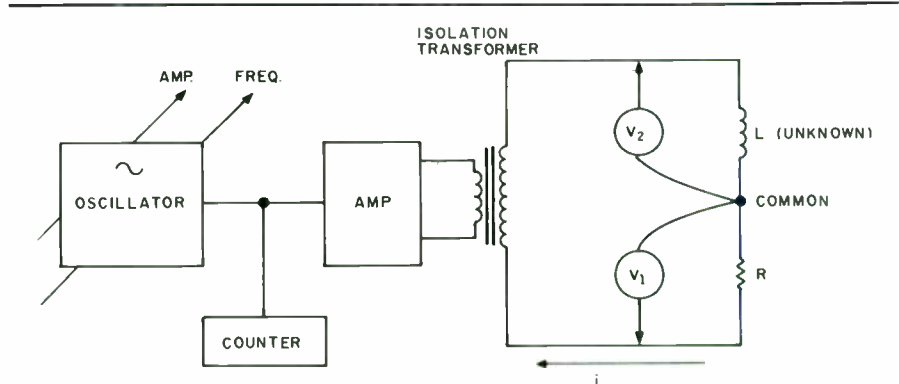 ISOLATION
TRANSFORMER
AMP.
FREQ.
OSCILLATOR
AMP
COUNTER
V2
L (UNKNOWN)
COMMON
V1
R
i